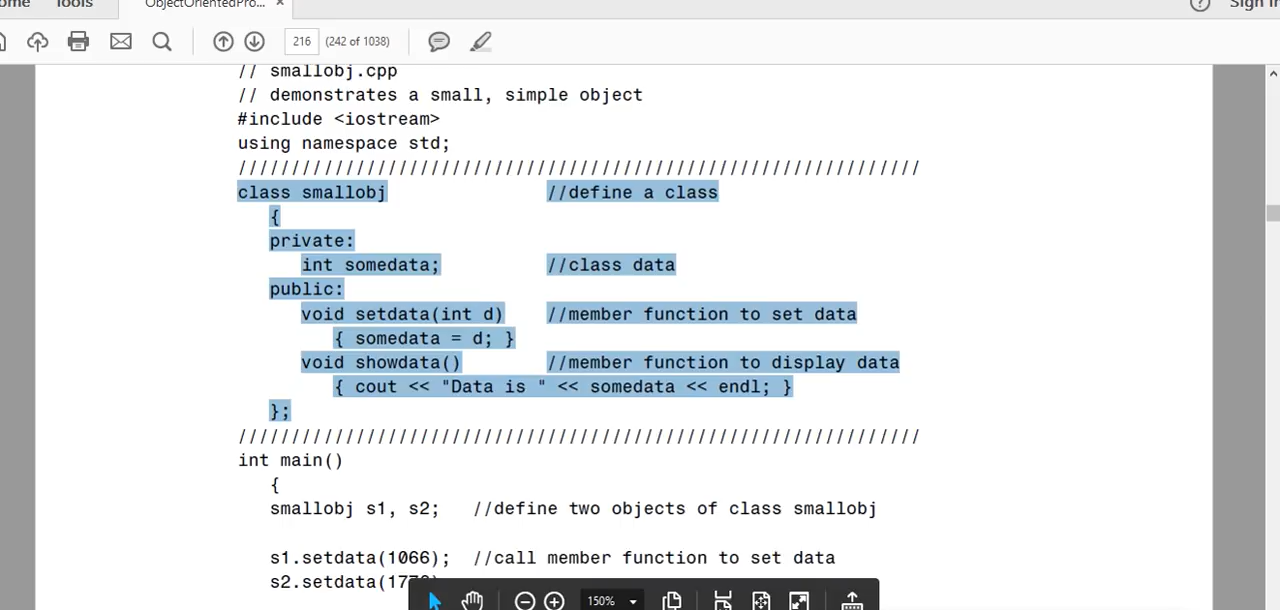 Tools ObjectOrientedPro... ×
Sign
216 (242 of 1038)
// smallobj.cpp
// demonstrates a small, simple object
#include <iostream>
using namespace std;
////////////////////////////////////////////////////////////////
class smallobj //define a class
{
private:
int somedata; //class data
public:
void setdata(int d) //member function to set data
{ somedata = d; }
void showdata() //member function to display data
{ cout << "Data is " << somedata << endl; }
};
////////////////////////////////////////////////////////////////
int main()
{
smallobj s1, s2; //define two objects of class smallobj
s1.setdata(1066); //call member function to set data
s2.setdata(
150%